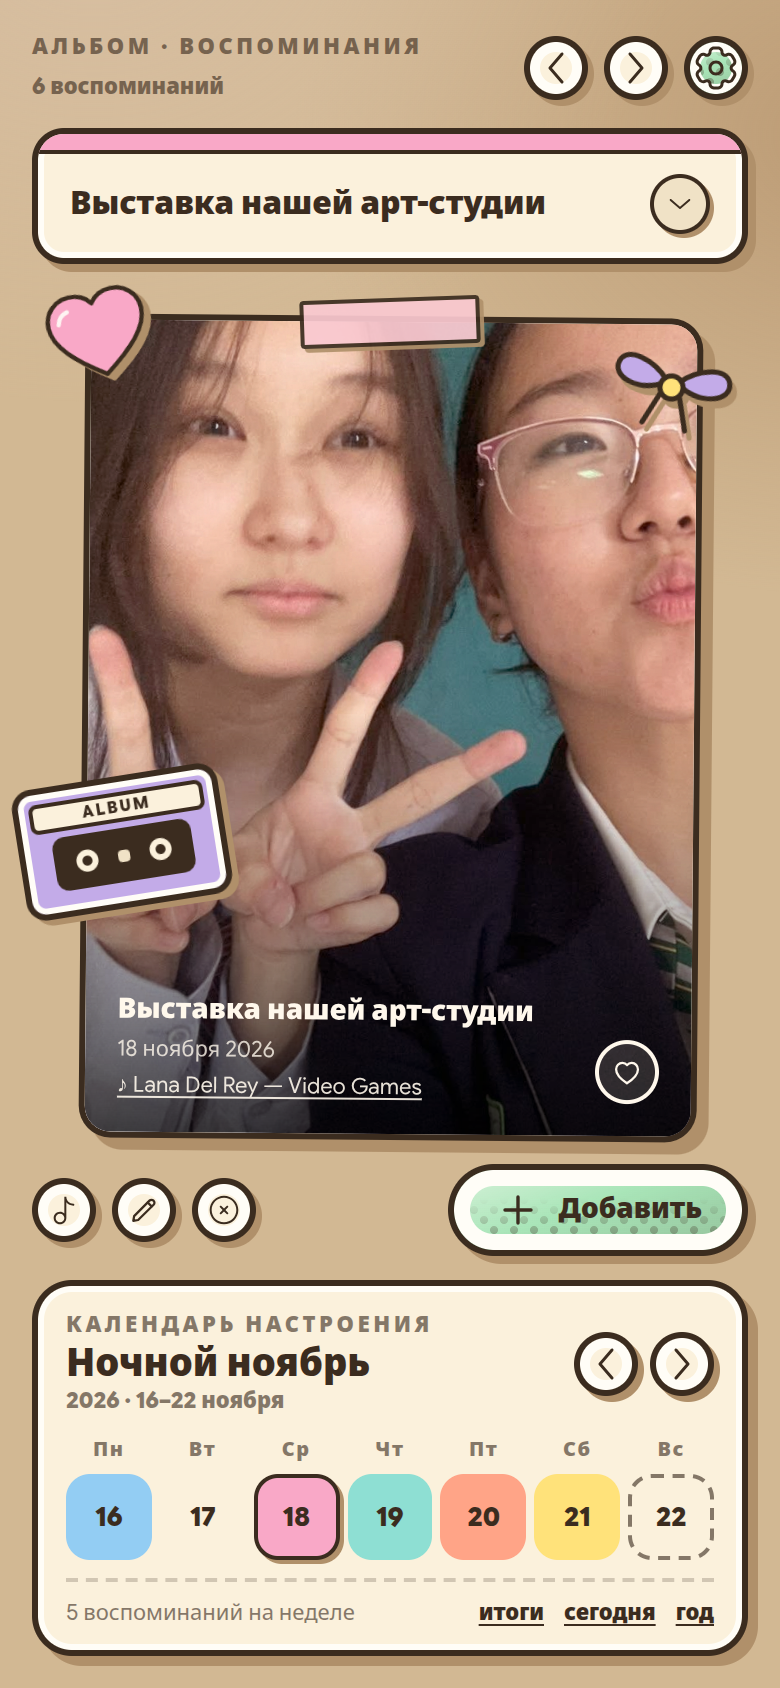 АЛЬБОМ · ВОСПОМИНАНИЯ
6 воспоминаний
Выставка нашей арт-студии
ALBUM
Выставка нашей арт-студии
18 ноября 2026
♪ Lana Del Rey — Video Games
Добавить
КАЛЕНДАРЬ НАСТРОЕНИЯ
Ночной ноябрь
2026 · 16–22 ноября
Пн Вт Ср Чт Пт Сб Вс
16 17 18 19 20 21 22
5 воспоминаний на неделе итоги сегодня год